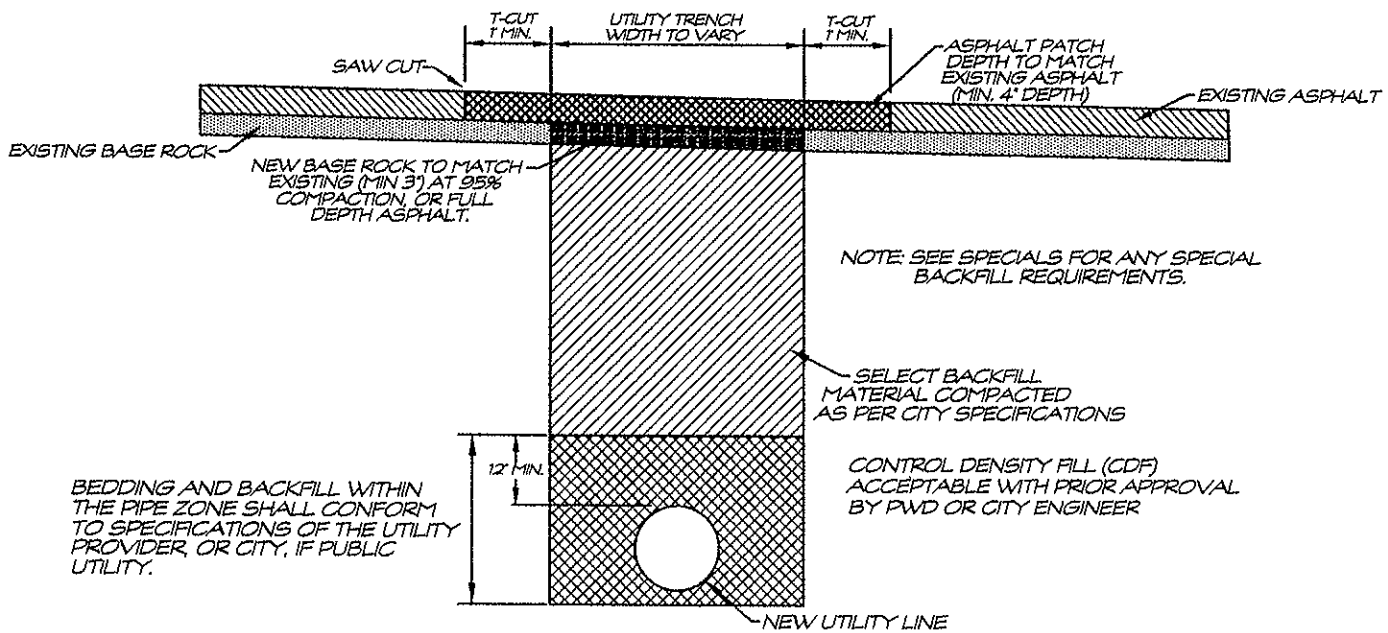 T-CUT
1' MIN.
UTILITY TRENCH
WIDTH TO VARY
T-CUT
1' MIN.
SAW CUT
ASPHALT PATCH
DEPTH TO MATCH
EXISTING ASPHALT
(MIN. 4" DEPTH)
EXISTING ASPHALT
EXISTING BASE ROCK
NEW BASE ROCK TO MATCH
EXISTING (MIN 3") AT 95%
COMPACTION, OR FULL
DEPTH ASPHALT.
NOTE: SEE SPECIALS FOR ANY SPECIAL
BACKFILL REQUIREMENTS.
SELECT BACKFILL
MATERIAL COMPACTED
AS PER CITY SPECIFICATIONS
12" MIN.
BEDDING AND BACKFILL WITHIN
THE PIPE ZONE SHALL CONFORM
TO SPECIFICATIONS OF THE UTILITY
PROVIDER, OR CITY, IF PUBLIC
UTILITY.
CONTROL DENSITY FILL (CDF)
ACCEPTABLE WITH PRIOR APPROVAL
BY PWD OR CITY ENGINEER
NEW UTILITY LINE